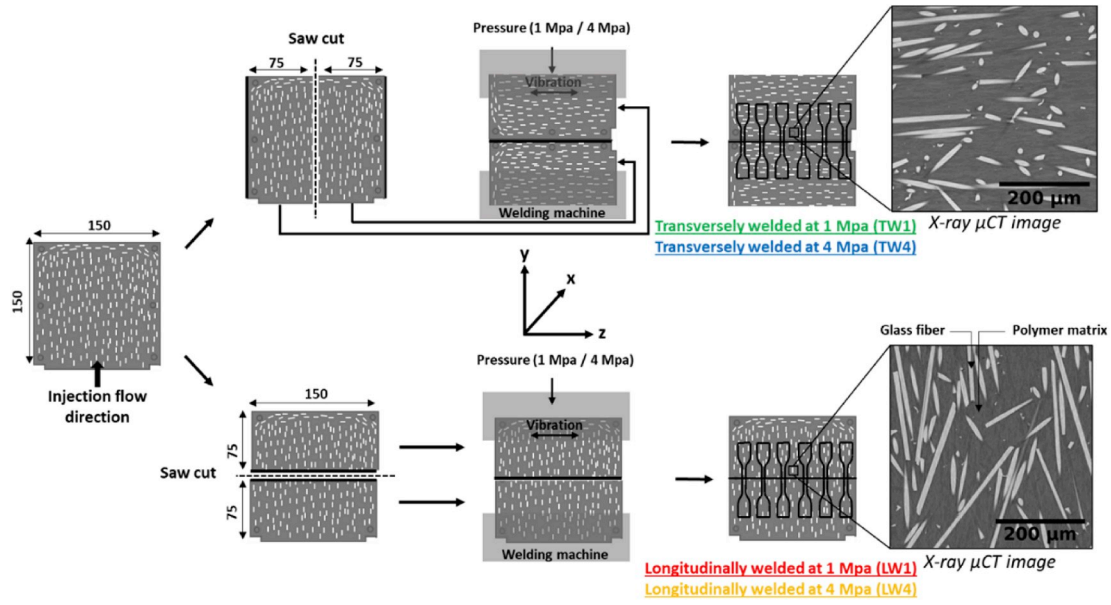 Saw cut
75
75
Pressure (1 Mpa / 4 Mpa)
Vibration
Welding machine
200 µm
X-ray µCT image
Transversely welded at 1 Mpa (TW1)
Transversely welded at 4 Mpa (TW4)
150
150
Injection flow
direction
y
x
z
Pressure (1 Mpa / 4 Mpa)
Glass fiber
Polymer matrix
150
75
Saw cut
75
Vibration
Welding machine
200 µm
X-ray µCT image
Longitudinally welded at 1 Mpa (LW1)
Longitudinally welded at 4 Mpa (LW4)